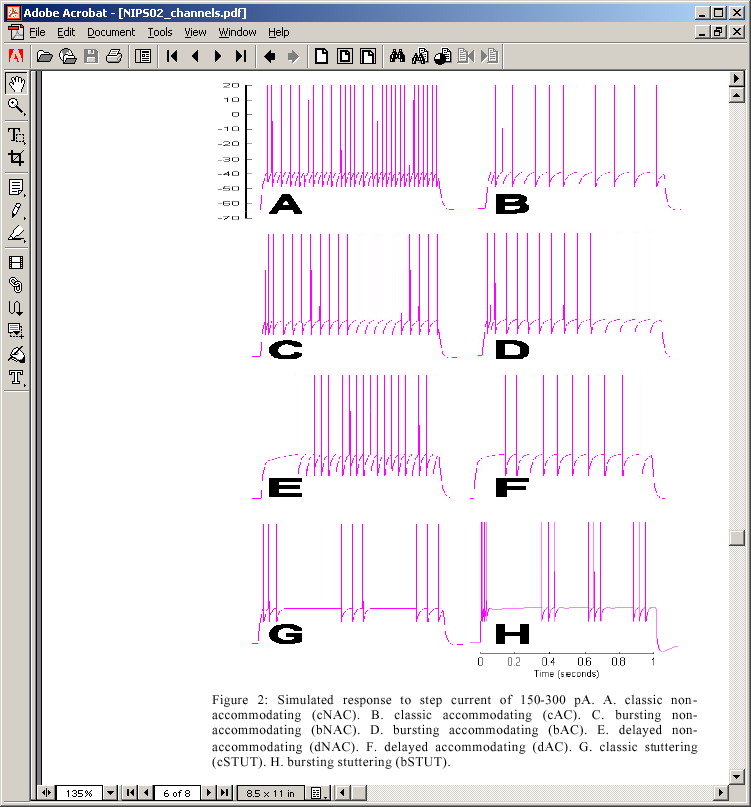 Adobe Acrobat - [NIPS02_channels.pdf]
File Edit Document Tools View Window Help
20
10
0
-10
-20
-30
-40
-50
-60
-70
A
B
C
D
E
F
G
H
0 0.2 0.4 0.6 0.8 1
Time (seconds)
Figure 2: Simulated response to step current of 150-300 pA. A. classic non-
accommodating (cNAC). B. classic accommodating (cAC). C. bursting non-
accommodating (bNAC). D. bursting accommodating (bAC). E. delayed non-
accommodating (dNAC). F. delayed accommodating (dAC). G. classic stuttering
(cSTUT). H. bursting stuttering (bSTUT).
135% 6 of 8 8.5 x 11 in